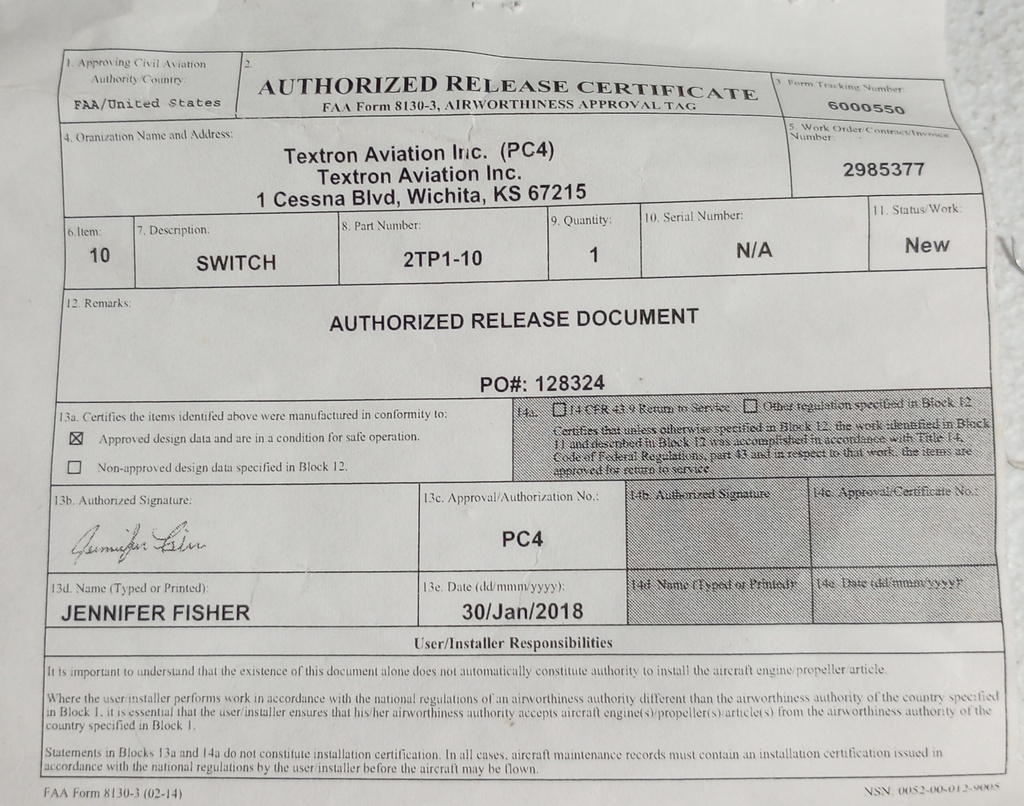 1. Approving Civil Aviation
Authority/Country:
FAA/United States
2.
AUTHORIZED RELEASE CERTIFICATE
FAA Form 8130-3, AIRWORTHINESS APPROVAL TAG
3. Form Tracking Number:
6000550
4. Oranization Name and Address:
Textron Aviation Inc. (PC4)
Textron Aviation Inc.
1 Cessna Blvd, Wichita, KS 67215
5. Work Order/Contract/Invoice
Number:
2985377
6.Item:
10
7. Description:
SWITCH
8. Part Number:
2TP1-10
9. Quantity:
1
10. Serial Number:
N/A
11. Status/Work:
New
12. Remarks:
AUTHORIZED RELEASE DOCUMENT
PO#: 128324
13a. Certifies the items identifed above were manufactured in conformity to:
☒ Approved design data and are in a condition for safe operation.
☐ Non-approved design data specified in Block 12.
14a. ☐ 14 CFR 43.9 Return to Service ☐ Other regulation specified in Block 12
Certifies that unless otherwise specified in Block 12, the work identified in Block
11 and described in Block 12 was accomplished in accordance with Title 14,
Code of Federal Regulations, part 43 and in respect to that work, the items are
approved for return to service.
13b. Authorized Signature:
Jennifer Fisher
13c. Approval/Authorization No.:
PC4
14b. Authorized Signature
14c. Approval/Certificate No.:
13d. Name (Typed or Printed):
JENNIFER FISHER
13e. Date (dd/mmm/yyyy):
30/Jan/2018
14d. Name (Typed or Printed):
14e. Date (dd/mmm/yyyy):
User/Installer Responsibilities
It is important to understand that the existence of this document alone does not automatically constitute authority to install the aircraft engine/propeller/article.
Where the user/installer performs work in accordance with the national regulations of an airworthiness authority different than the airworthiness authority of the country specified
in Block 1, it is essential that the user/installer ensures that his/her airworthiness authority accepts aircraft engine(s)/propeller(s)/article(s) from the airworthiness authority of the
country specified in Block 1.
Statements in Blocks 13a and 14a do not constitute installation certification. In all cases, aircraft maintenance records must contain an installation certification issued in
accordance with the national regulations by the user/installer before the aircraft may be flown.
FAA Form 8130-3 (02-14)
NSN: 0052-00-012-9005